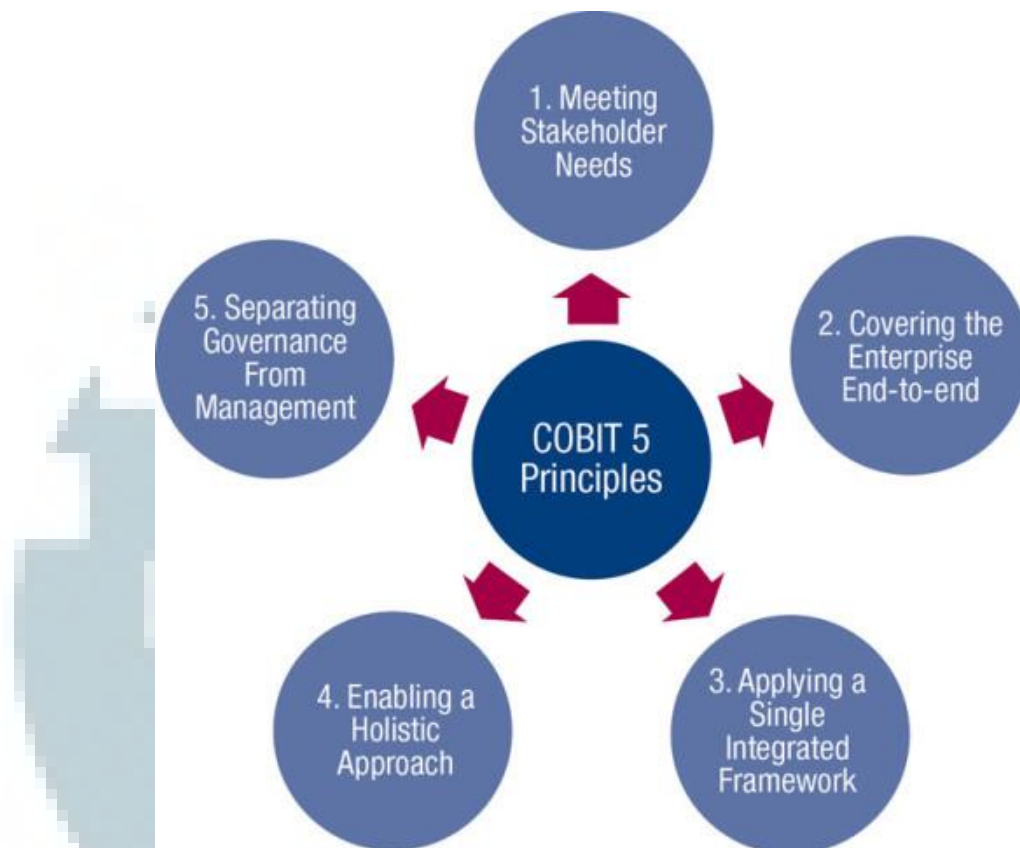 1. Meeting
Stakeholder
Needs
2. Covering the
Enterprise
End-to-end
3. Applying a
Single
Integrated
Framework
4. Enabling a
Holistic
Approach
5. Separating
Governance
From
Management
COBIT 5
Principles